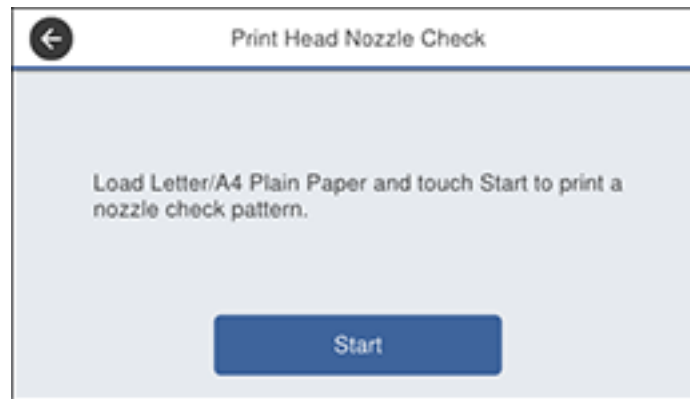 Print Head Nozzle Check
Load Letter/A4 Plain Paper and touch Start to print a
nozzle check pattern.
Start